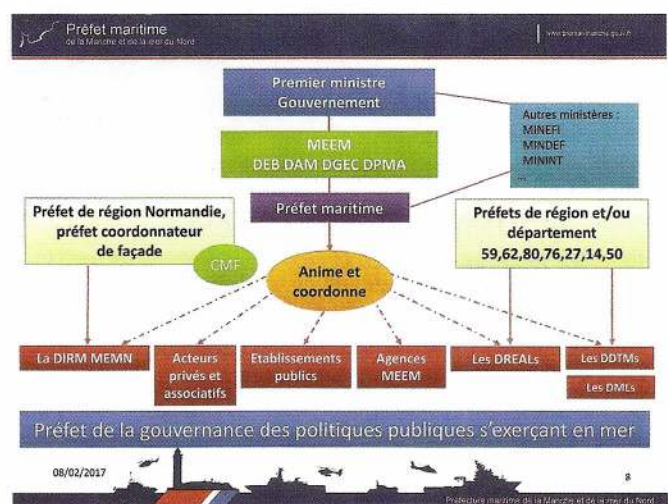 Préfet maritime
de la Manche et de la mer du Nord
Premier ministre
Gouvernement
Autres ministères :
MINEFI
MINDEF
MININT
...
MEEM
DEB DAM DGEC DPMA
Préfet maritime
Préfet de région Normandie,
préfet coordonnateur
de façade
CMF
Préfets de région et/ou
département
59,62,80,76,27,14,50
Anime et
coordonne
La DIRM MEMN
Acteurs
privés et
associatifs
Etablissements
publics
Agences
MEEM
Les DREALs
Les DDTMs
Les DMLs
Préfet de la gouvernance des politiques publiques s'exerçant en mer
08/02/2017
8
Préfecture maritime de la Manche et de la mer du Nord